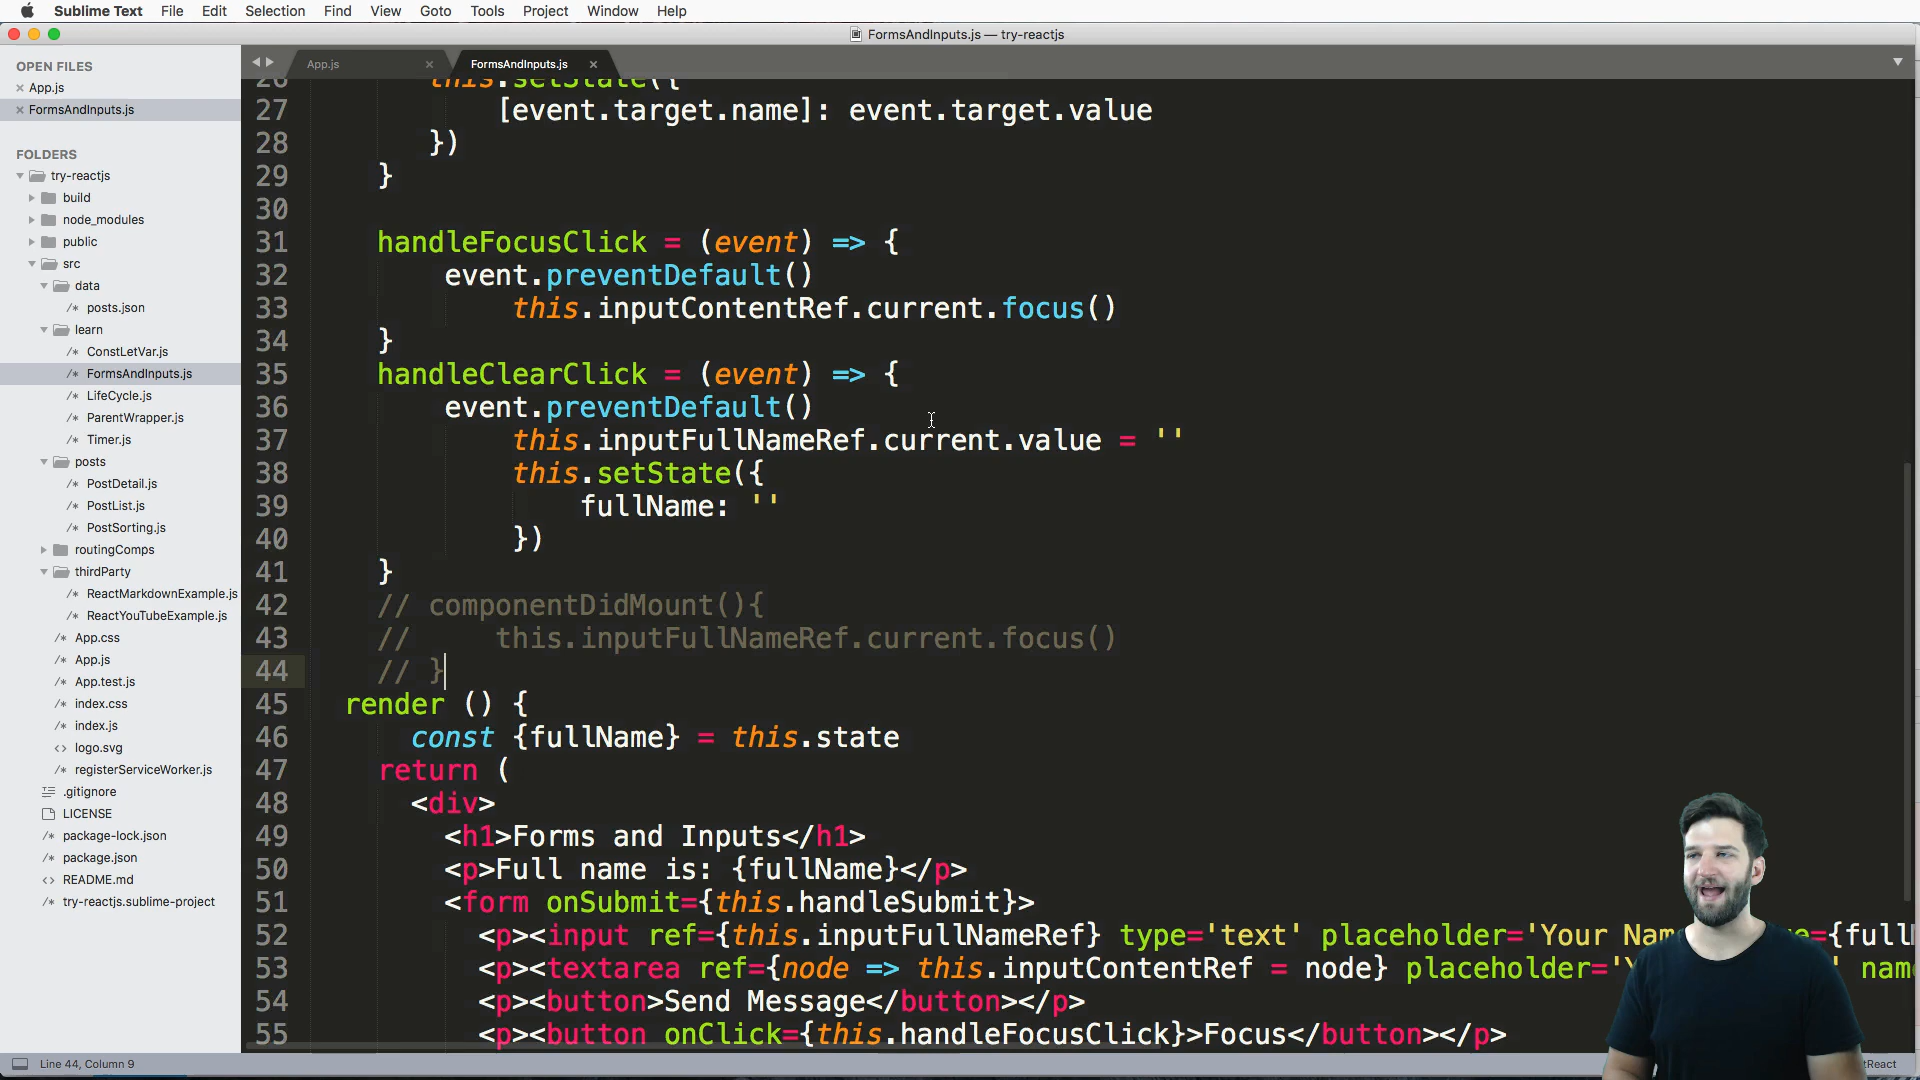 Sublime Text File Edit Selection Find View Goto Tools Project Window Help
FormsAndInputs.js — try-reactjs
OPEN FILES
App.js
FormsAndInputs.js
FOLDERS
try-reactjs
build
node_modules
public
src
data
posts.json
learn
ConstLetVar.js
FormsAndInputs.js
LifeCycle.js
ParentWrapper.js
Timer.js
posts
PostDetail.js
PostList.js
PostSorting.js
routingComps
thirdParty
ReactMarkdownExample.js
ReactYouTubeExample.js
App.css
App.js
App.test.js
index.css
index.js
logo.svg
registerServiceWorker.js
.gitignore
LICENSE
package-lock.json
package.json
README.md
try-reactjs.sublime-project
App.js
FormsAndInputs.js
26 this.setState({
27 [event.target.name]: event.target.value
28 })
29 }
30
31 handleFocusClick = (event) => {
32 event.preventDefault()
33 this.inputContentRef.current.focus()
34 }
35 handleClearClick = (event) => {
36 event.preventDefault()
37 this.inputFullNameRef.current.value = ''
38 this.setState({
39 fullName: ''
40 })
41 }
42 // componentDidMount(){
43 // this.inputFullNameRef.current.focus()
44 // }
45 render () {
46 const {fullName} = this.state
47 return (
48 <div>
49 <h1>Forms and Inputs</h1>
50 <p>Full name is: {fullName}</p>
51 <form onSubmit={this.handleSubmit}>
52 <p><input ref={this.inputFullNameRef} type='text' placeholder='Your
53 <p><textarea ref={node => this.inputContentRef = node} placeholder='
54 <p><button>Send Message</button></p>
55 <p><button onClick={this.handleFocusClick}>Focus</button></p>
Line 44, Column 9